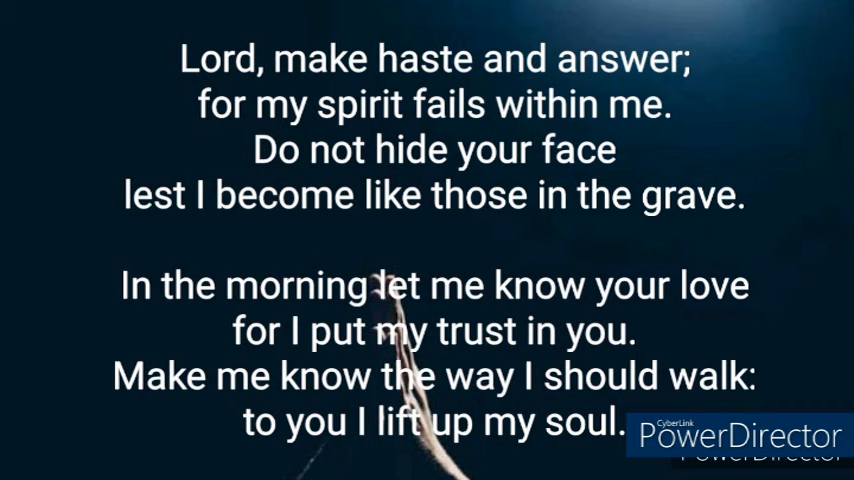 Lord, make haste and answer;
for my spirit fails within me.
Do not hide your face
lest I become like those in the grave.
In the morning let me know your love
for I put my trust in you.
Make me know the way I should walk:
to you I lift up my soul.
CyberLink
PowerDirector
PowerDirector